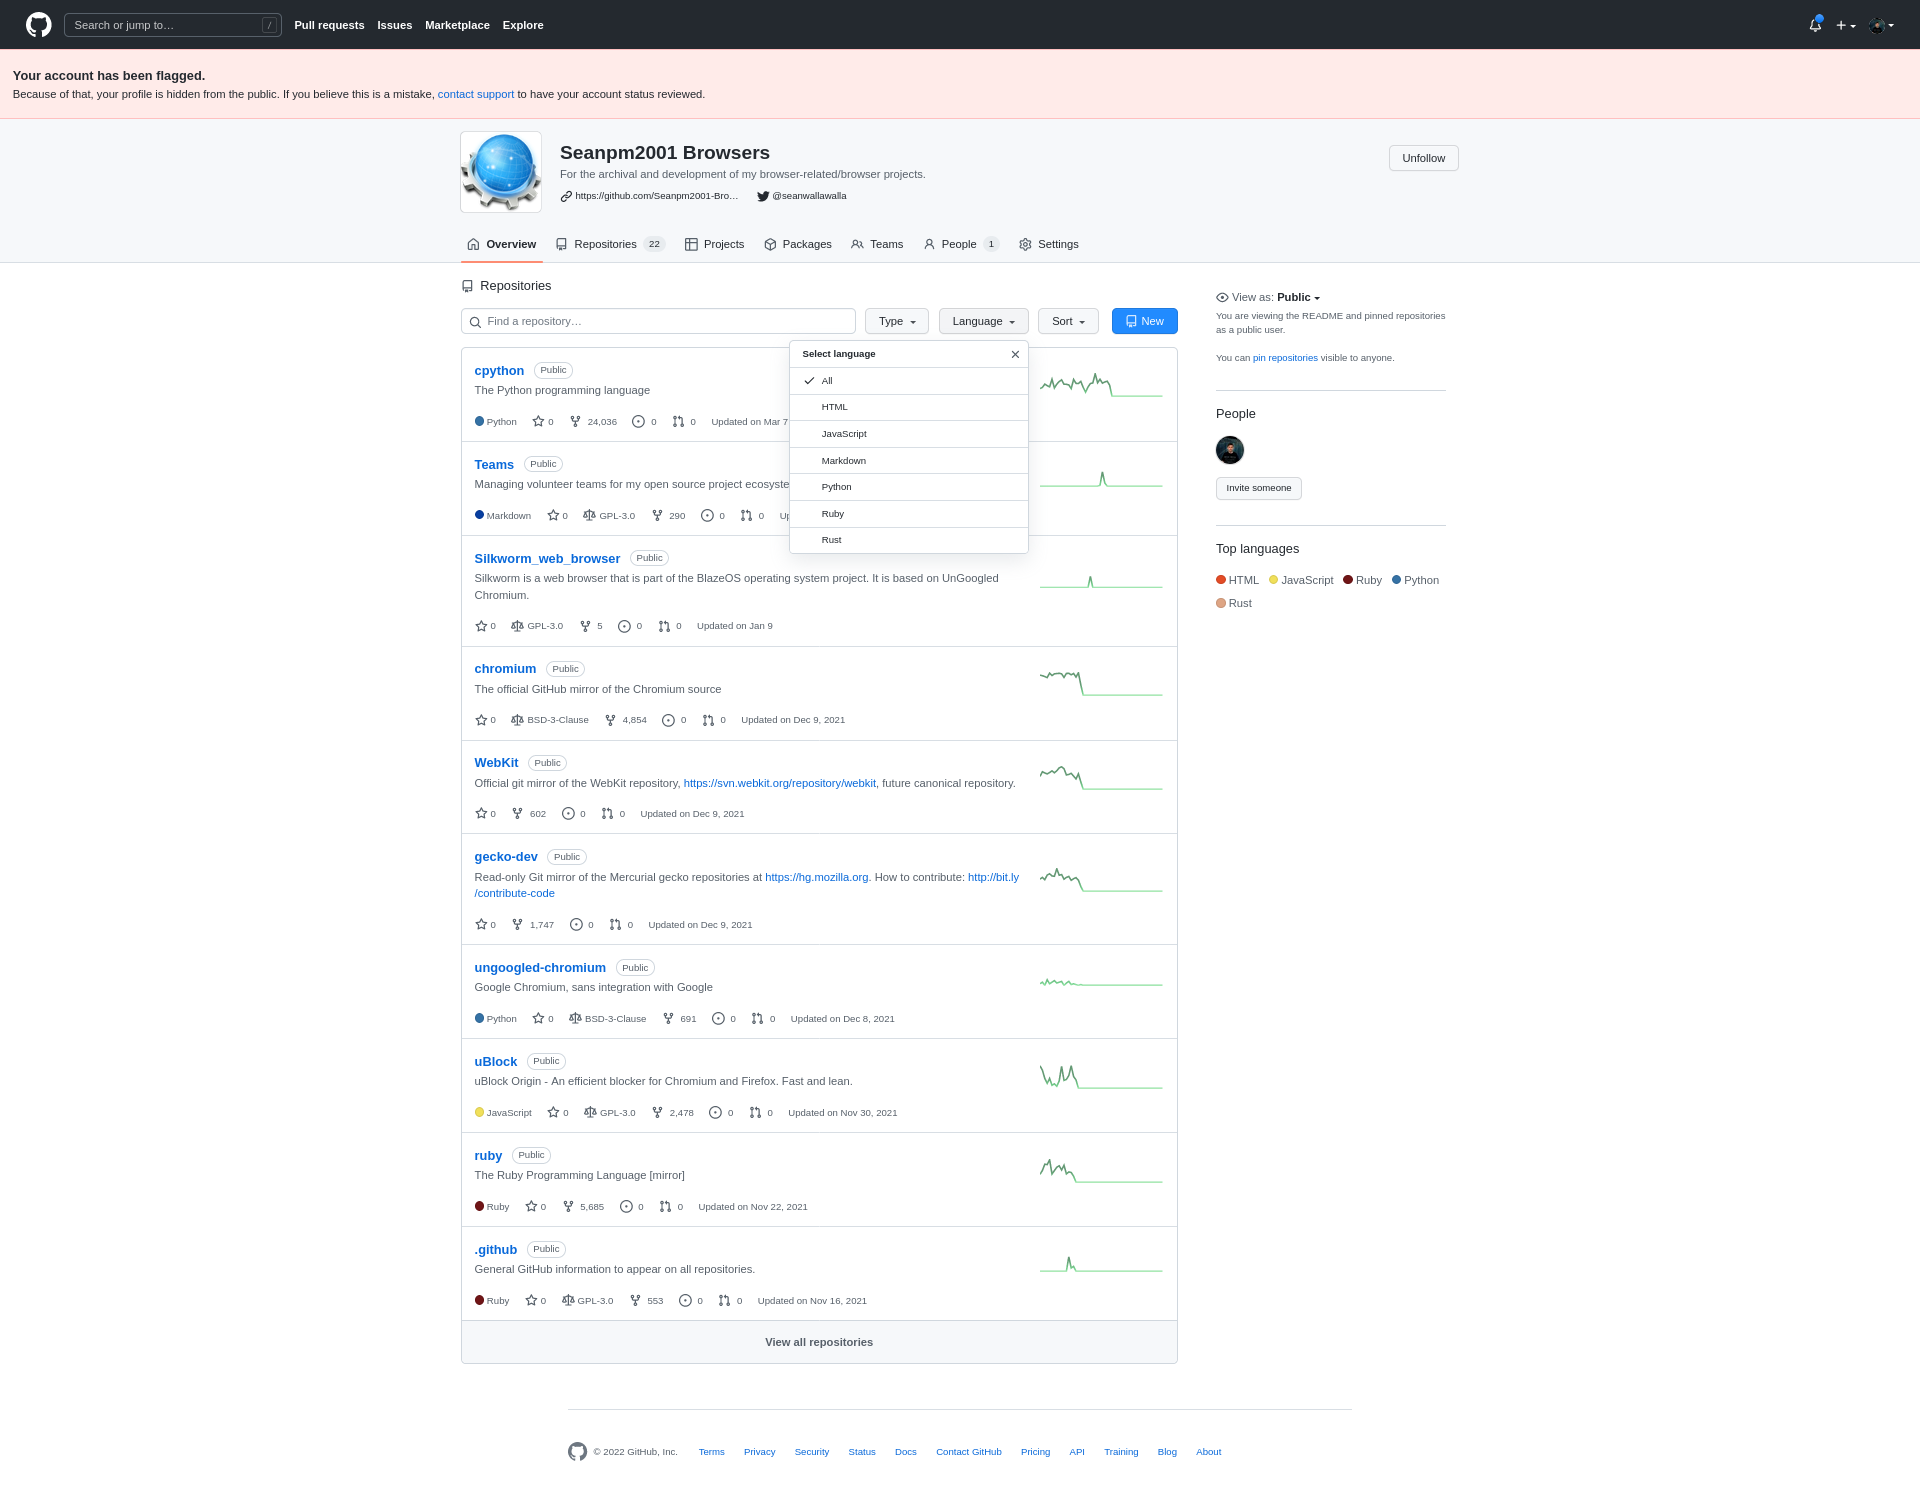 Search or jump to… /
Pull requests Issues Marketplace Explore
Your account has been flagged.
Because of that, your profile is hidden from the public. If you believe this is a mistake, contact support to have your account status reviewed.
Seanpm2001 Browsers
Unfollow
For the archival and development of my browser-related/browser projects.
https://github.com/Seanpm2001-Bro… @seanwallawalla
Overview Repositories 22 Projects Packages Teams People 1 Settings
Repositories
Find a repository… Type Language Sort New
Select language
All
HTML
JavaScript
Markdown
Python
Ruby
Rust
cpython Public
The Python programming language
Python 0 24,036 0 0 Updated on Mar 7
Teams Public
Managing volunteer teams for my open source project ecosyste
Markdown 0 GPL-3.0 290 0 0 Up
Silkworm_web_browser Public
Silkworm is a web browser that is part of the BlazeOS operating system project. It is based on UnGoogled
Chromium.
0 GPL-3.0 5 0 0 Updated on Jan 9
chromium Public
The official GitHub mirror of the Chromium source
0 BSD-3-Clause 4,854 0 0 Updated on Dec 9, 2021
WebKit Public
Official git mirror of the WebKit repository, https://svn.webkit.org/repository/webkit, future canonical repository.
0 602 0 0 Updated on Dec 9, 2021
gecko-dev Public
Read-only Git mirror of the Mercurial gecko repositories at https://hg.mozilla.org. How to contribute: http://bit.ly
/contribute-code
0 1,747 0 0 Updated on Dec 9, 2021
ungoogled-chromium Public
Google Chromium, sans integration with Google
Python 0 BSD-3-Clause 691 0 0 Updated on Dec 8, 2021
uBlock Public
uBlock Origin - An efficient blocker for Chromium and Firefox. Fast and lean.
JavaScript 0 GPL-3.0 2,478 0 0 Updated on Nov 30, 2021
ruby Public
The Ruby Programming Language [mirror]
Ruby 0 5,685 0 0 Updated on Nov 22, 2021
.github Public
General GitHub information to appear on all repositories.
Ruby 0 GPL-3.0 553 0 0 Updated on Nov 16, 2021
View all repositories
View as: Public
You are viewing the README and pinned repositories
as a public user.
You can pin repositories visible to anyone.
People
Invite someone
Top languages
HTML JavaScript Ruby Python
Rust
© 2022 GitHub, Inc. Terms Privacy Security Status Docs Contact GitHub Pricing API Training Blog About